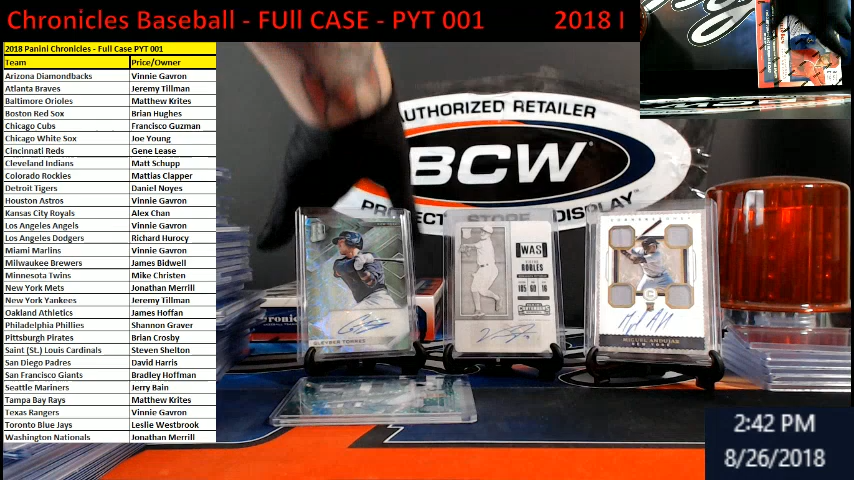 Chronicles Baseball - FUll CASE - PYT 001 2018 I
2018 Panini Chronicles - Full Case PYT 001
Team Price/Owner
Arizona Diamondbacks Vinnie Gavron
Atlanta Braves Jeremy Tillman
Baltimore Orioles Matthew Krites
Boston Red Sox Brian Hughes
Chicago Cubs Francisco Guzman
Chicago White Sox Joe Young
Cincinnati Reds Gene Lease
Cleveland Indians Matt Schupp
Colorado Rockies Mattias Clapper
Detroit Tigers Daniel Noyes
Houston Astros Vinnie Gavron
Kansas City Royals Alex Chan
Los Angeles Angels Vinnie Gavron
Los Angeles Dodgers Richard Hurocy
Miami Marlins Vinnie Gavron
Milwaukee Brewers James Bidwell
Minnesota Twins Mike Christen
New York Mets Jonathan Merrill
New York Yankees Jeremy Tillman
Oakland Athletics James Hoffan
Philadelphia Phillies Shannon Graver
Pittsburgh Pirates Brian Crosby
Saint (St.) Louis Cardinals Steven Shelton
San Diego Padres David Harris
San Francisco Giants Bradley Hoffman
Seattle Mariners Jerry Bain
Tampa Bay Rays Matthew Krites
Texas Rangers Vinnie Gavron
Toronto Blue Jays Leslie Westbrook
Washington Nationals Jonathan Merrill
AUTHORIZED RETAILER
BCW
PROTECT STORE DISPLAY
GLEYBER TORRES
WAS
VICTOR
ROBLES
185 60 16
Contenders
MIGUEL ANDUJAR
NEW YORK
2:42 PM
8/26/2018